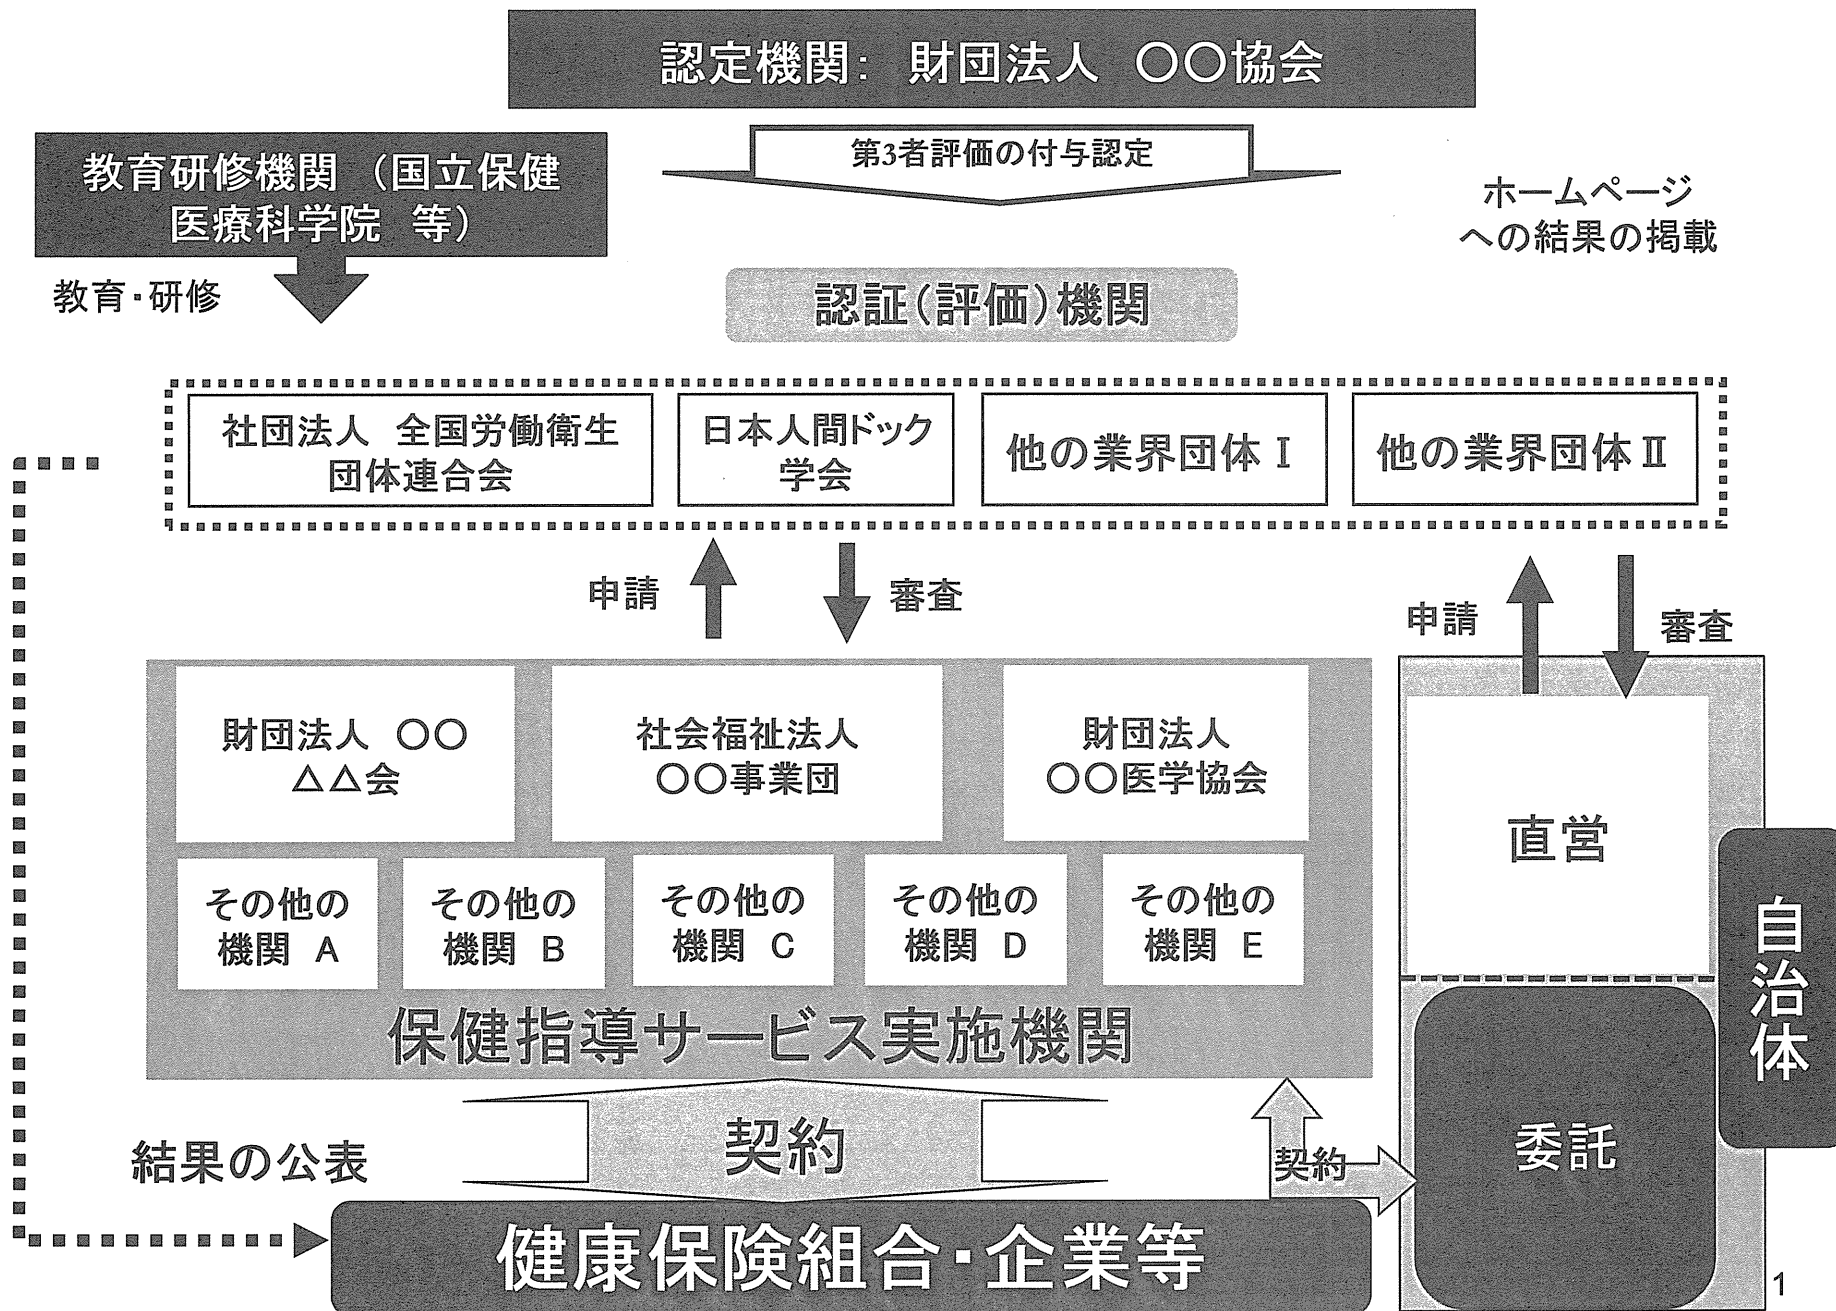 認定機関： 財団法人 〇〇協会
第3者評価の付与認定
教育研修機関 （国立保健
医療科学院 等）
教育・研修
ホームページ
への結果の掲載
認証（評価）機関
社団法人 全国労働衛生
団体連合会
日本人間ドック
学会
他の業界団体Ⅰ
他の業界団体Ⅱ
申請
審査
申請
審査
財団法人 〇〇
△△会
社会福祉法人
〇〇事業団
財団法人
〇〇医学協会
その他の
機関 A
その他の
機関 B
その他の
機関 C
その他の
機関 D
その他の
機関 E
保健指導サービス実施機関
直営
自治体
委託
契約
契約
結果の公表
健康保険組合・企業等
1